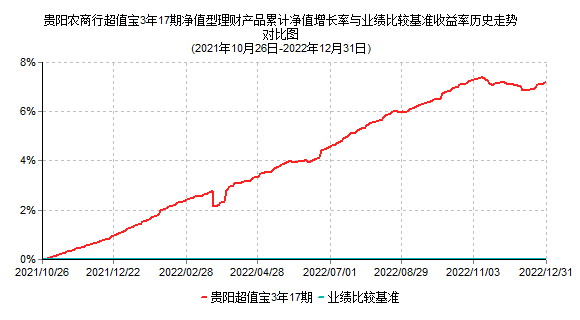 贵阳农商行超值宝3年17期净值型理财产品累计净值增长率与业绩比较基准收益率历史走势
对比图
(2021年10月26日-2022年12月31日)
8%
6%
4%
2%
0%
2021/10/26 2021/12/22 2022/02/28 2022/04/28 2022/07/01 2022/08/29 2022/11/03 2022/12/31
贵阳超值宝3年17期 业绩比较基准